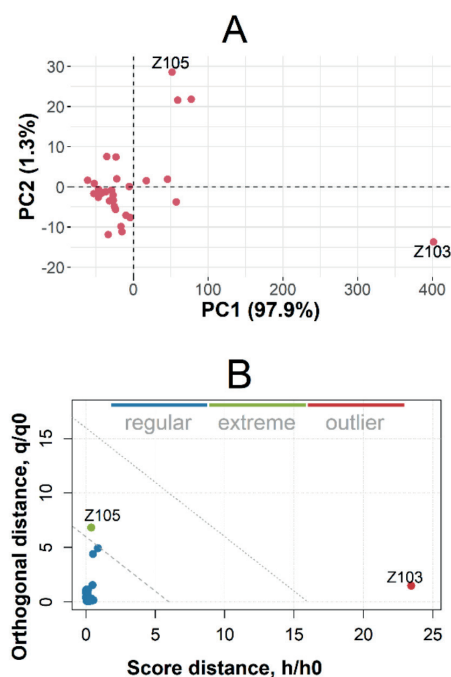 A
Z105
30
20
10
0
-10
-20
PC2 (1.3%)
Z103
0
100
200
300
400
PC1 (97.9%)
B
regular extreme outlier
15
10
5
0
Orthogonal distance, q/q0
Z105
Z103
0 5 10 15 20 25
Score distance, h/h0